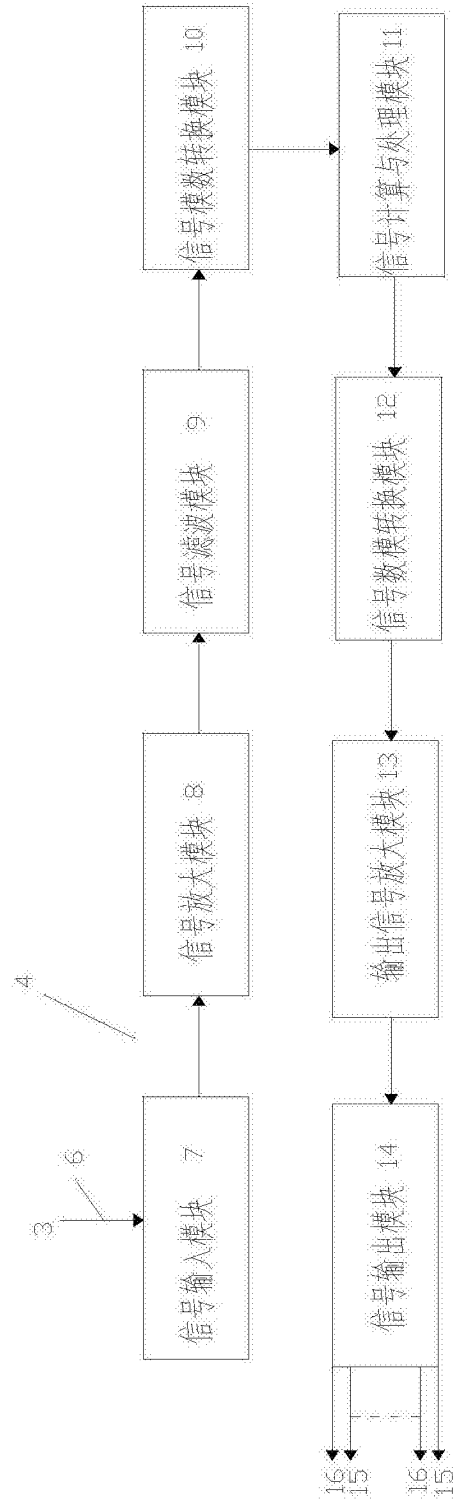 3
6
4
信号输入模块 7
信号放大模块 8
信号滤波模块 9
信号模数转换模块 10
信号计算与处理模块 11
信号数模转换模块 12
输出信号放大模块 13
信号输出模块 14
16
15
16
15